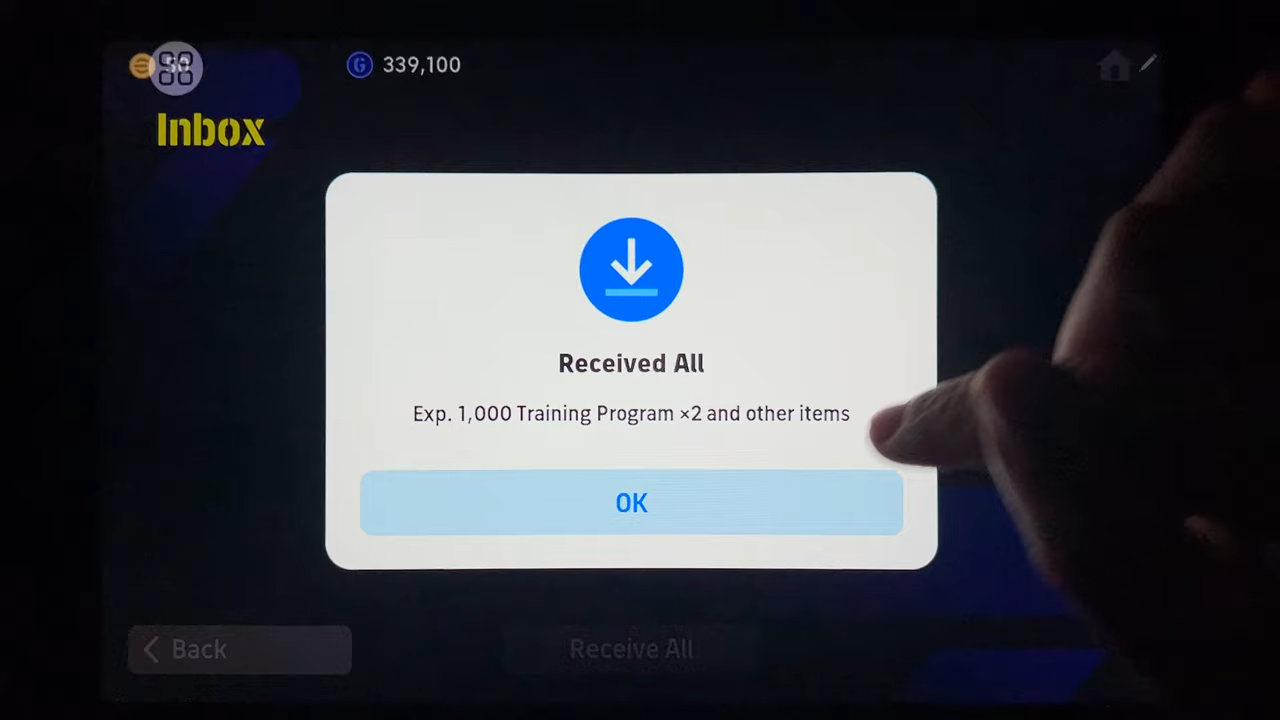 339,100
Inbox
Received All
Exp. 1,000 Training Program ×2 and other items
OK
Back
Receive All